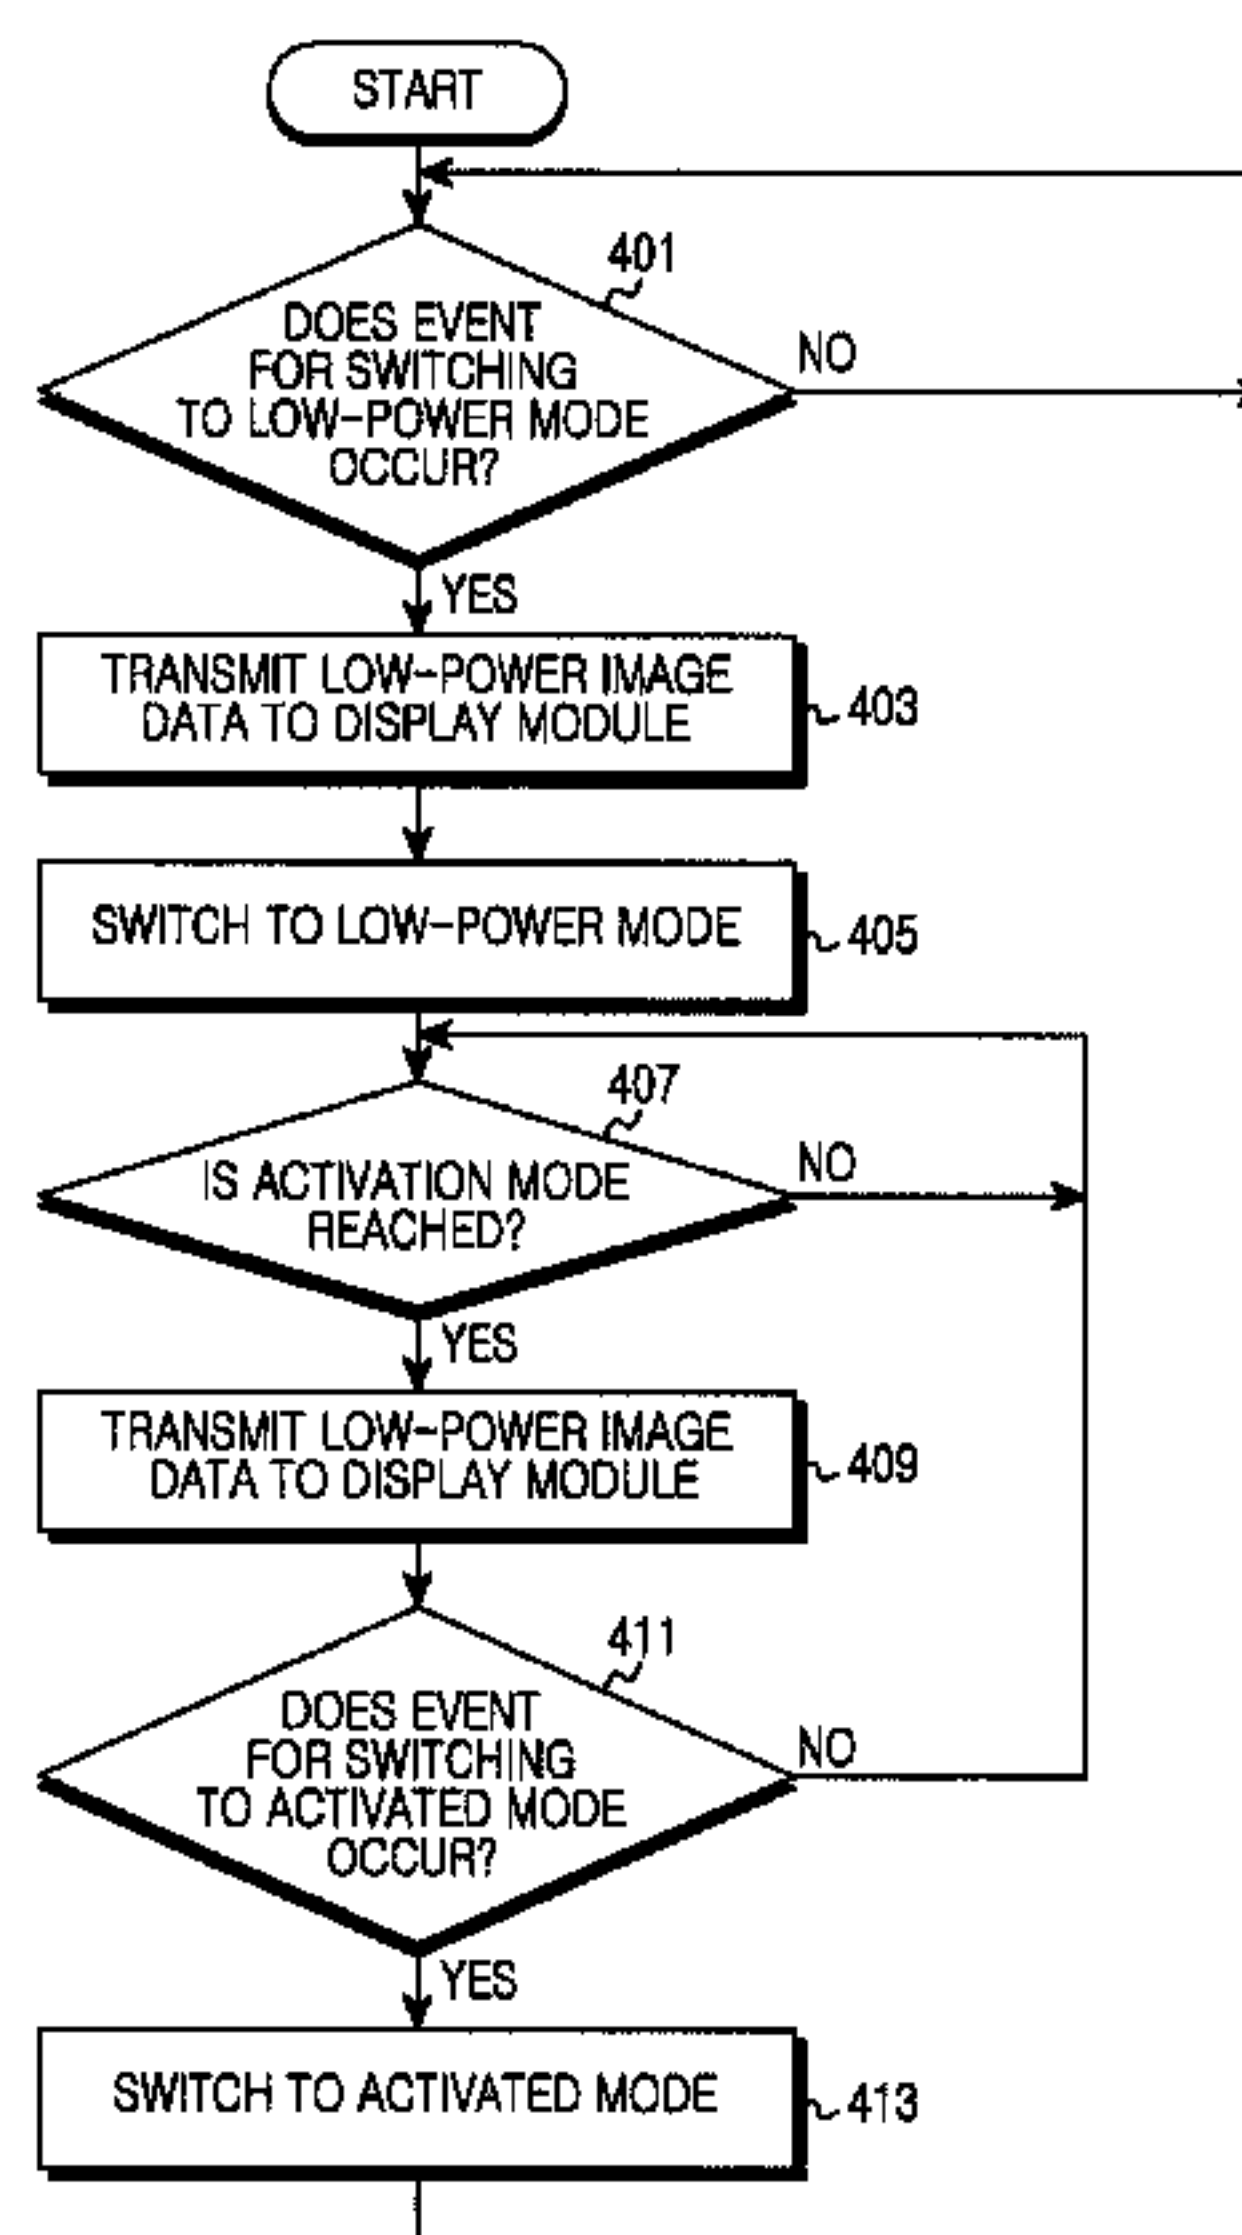 START
401
DOES EVENT
FOR SWITCHING
TO LOW-POWER MODE
OCCUR?
NO
YES
TRANSMIT LOW-POWER IMAGE
DATA TO DISPLAY MODULE
403
SWITCH TO LOW-POWER MODE
405
407
IS ACTIVATION MODE
REACHED?
NO
YES
TRANSMIT LOW-POWER IMAGE
DATA TO DISPLAY MODULE
409
411
DOES EVENT
FOR SWITCHING
TO ACTIVATED MODE
OCCUR?
NO
YES
SWITCH TO ACTIVATED MODE
413